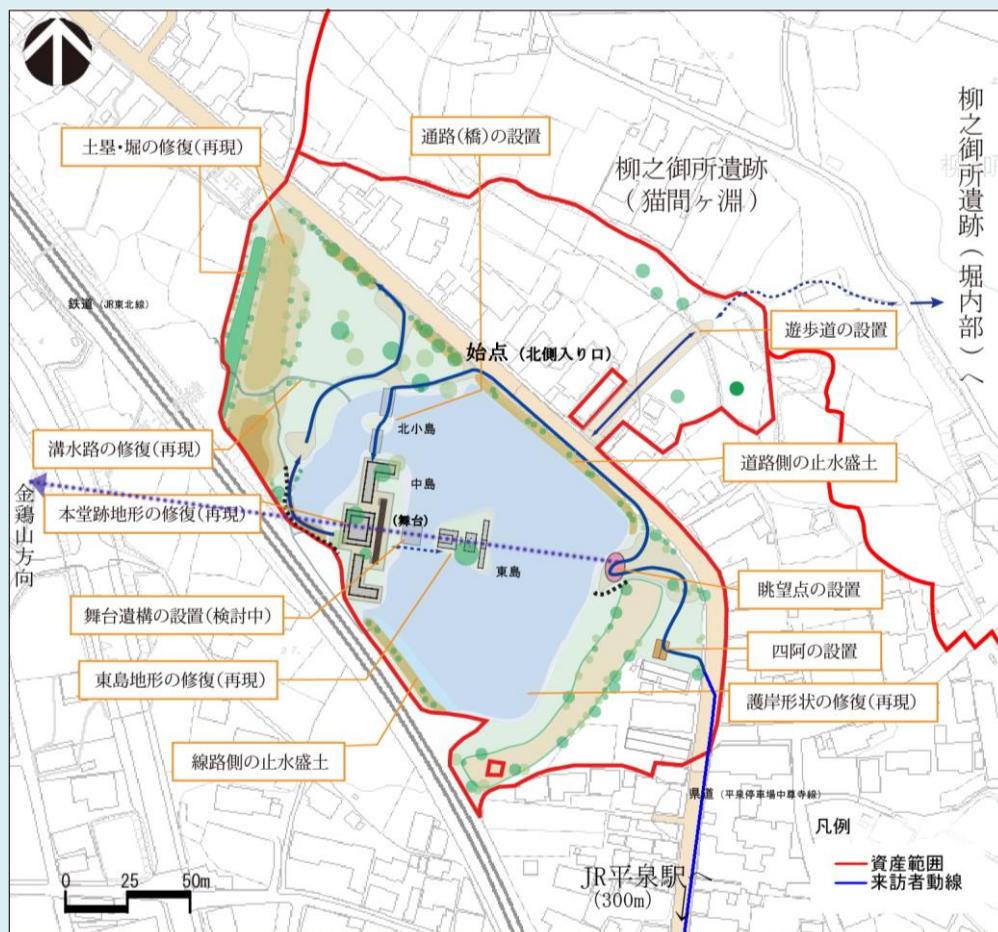 土塁・堀の修復(再現)
通路(橋)の設置
柳之御所遺跡
(猫間ヶ淵)
柳之御所遺跡(堀内部)へ
鉄道(JR東北線)
遊歩道の設置
始点(北側入り口)
北小島
溝水路の修復(再現)
中島
道路側の止水盛土
金鶏山方向
本堂跡地形の修復(再現)
(舞台)
東島
眺望点の設置
舞台遺構の設置(検討中)
四阿の設置
東島地形の修復(再現)
護岸形状の修復(再現)
線路側の止水盛土
県道(平泉停車場中尊寺線)
凡例
資産範囲
来訪者動線
0 25 50m
JR平泉駅へ
(300m)